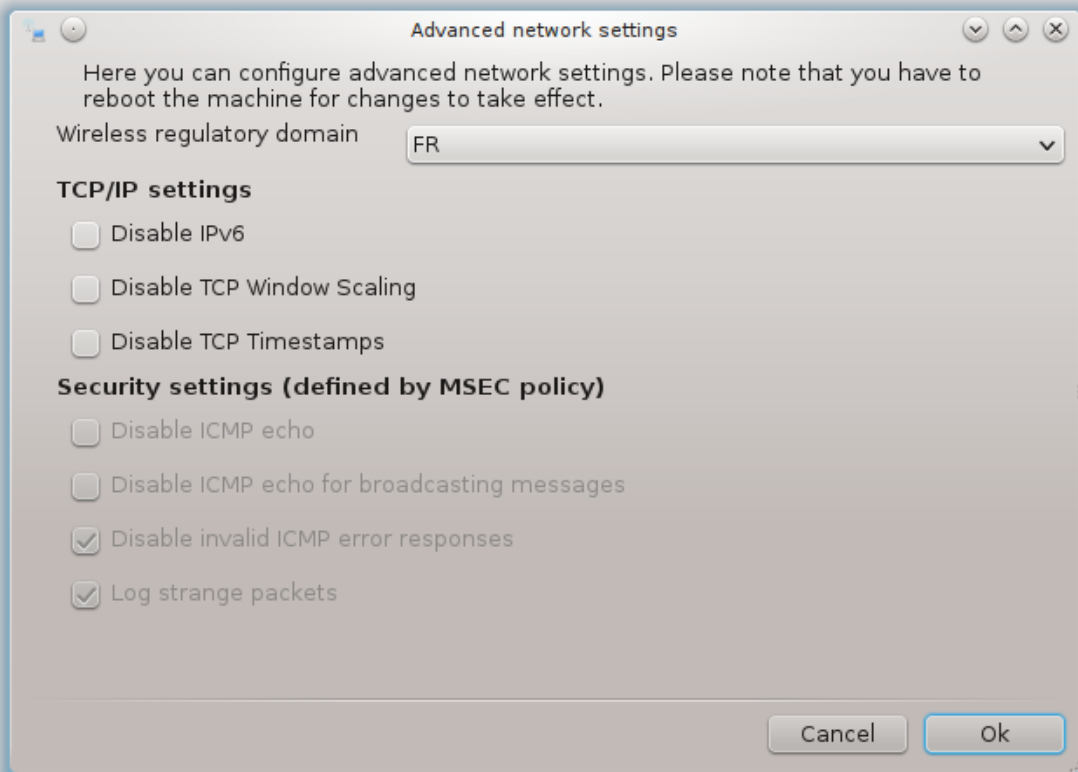 Advanced network settings
Here you can configure advanced network settings. Please note that you have to
reboot the machine for changes to take effect.
Wireless regulatory domain
FR
TCP/IP settings
Disable IPv6
Disable TCP Window Scaling
Disable TCP Timestamps
Security settings (defined by MSEC policy)
Disable ICMP echo
Disable ICMP echo for broadcasting messages
Disable invalid ICMP error responses
Log strange packets
Cancel
Ok